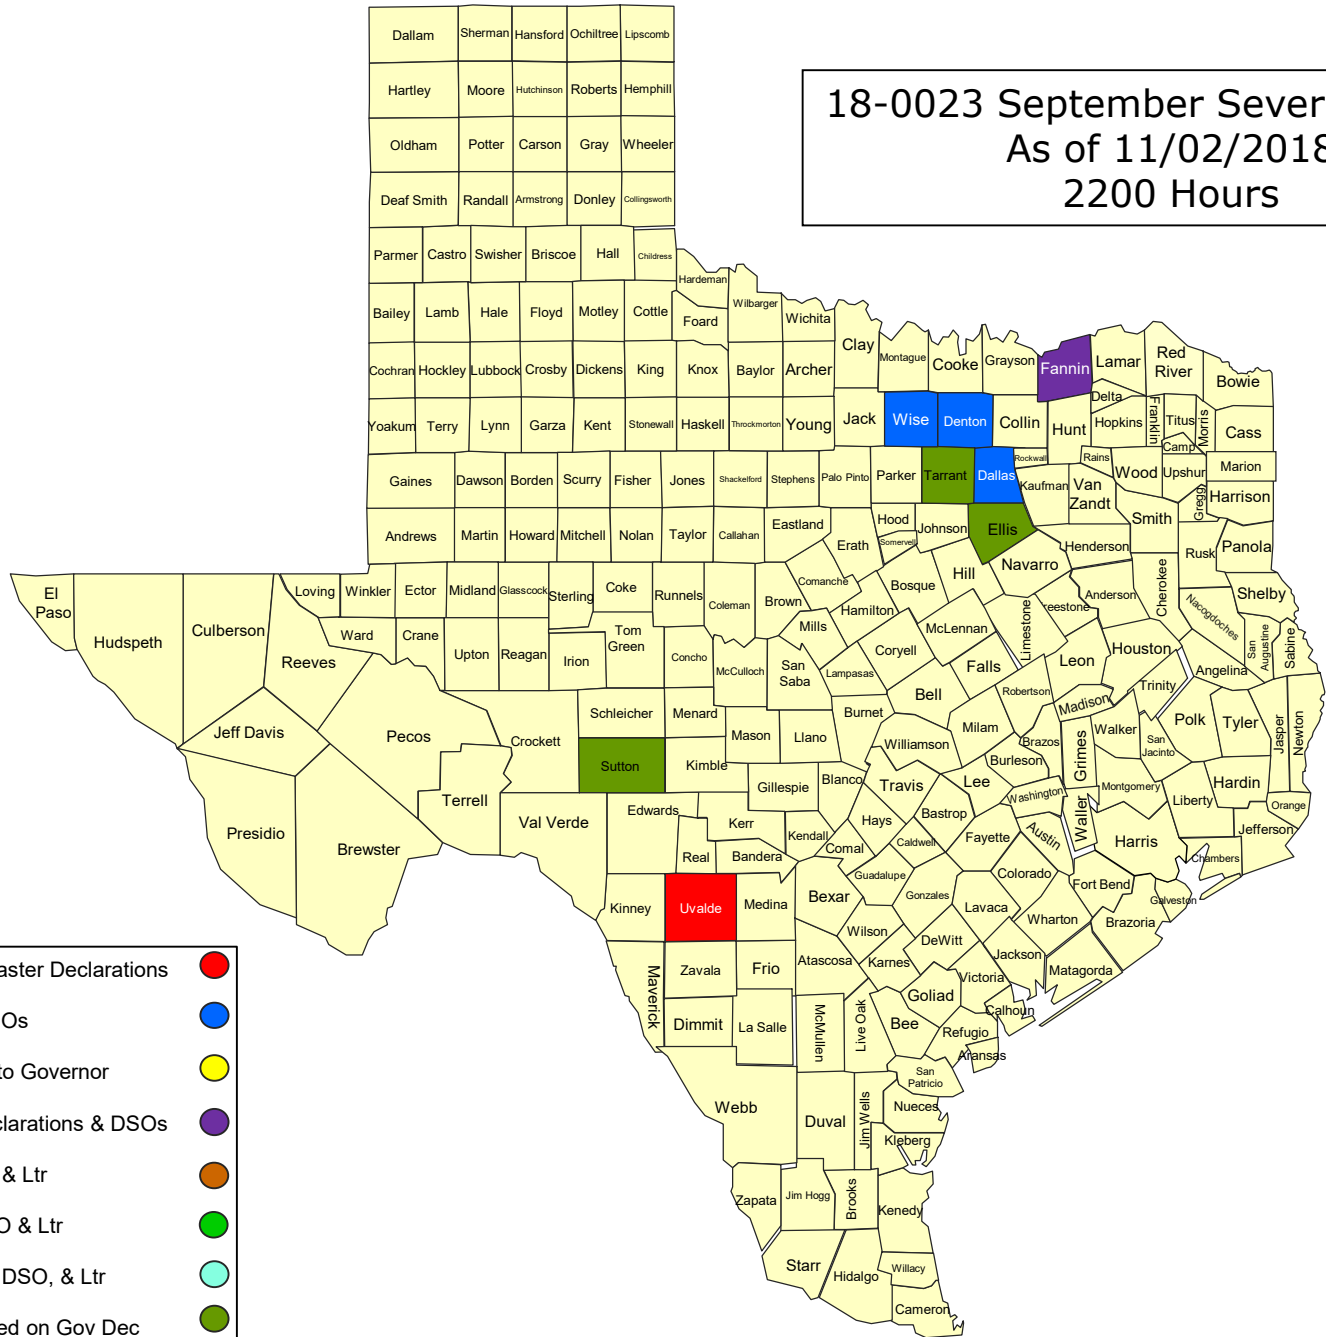 18-0023 September Sever
As of 11/02/2018
2200 Hours
Dallam Sherman Hansford Ochiltree Lipscomb
Hartley Moore Hutchinson Roberts Hemphill
Oldham Potter Carson Gray Wheeler
Deaf Smith Randall Armstrong Donley Collingsworth
Parmer Castro Swisher Briscoe Hall Childress
Hardeman
Bailey Lamb Hale Floyd Motley Cottle Foard Wilbarger Wichita
Clay Montague Cooke Grayson Fannin Lamar Red River Bowie
Cochran Hockley Lubbock Crosby Dickens King Knox Baylor Archer
Delta
Yoakum Terry Lynn Garza Kent Stonewall Haskell Throckmorton Young Jack Wise Denton Collin Hunt Hopkins Franklin Titus Morris Cass
Camp
Gaines Dawson Borden Scurry Fisher Jones Shackelford Stephens Palo Pinto Parker Tarrant Dallas Rockwall Kaufman Rains Van Zandt Wood Upshur Marion
Gregg Harrison
Andrews Martin Howard Mitchell Nolan Taylor Callahan Eastland Erath Hood Somervell Johnson Ellis Henderson Smith Rusk Panola
El Paso Hudspeth Culberson Loving Winkler Ector Midland Glasscock Sterling Coke Runnels Coleman Brown Comanche Hamilton Bosque Hill Navarro Anderson Cherokee Nacogdoches Shelby
Reeves Ward Crane Upton Reagan Irion Tom Green Concho McCulloch San Saba Mills Lampasas Coryell McLennan Limestone reestone Leon Houston Angelina San Augustine Sabine
Jeff Davis Pecos Crockett Schleicher Menard Mason Llano Burnet Bell Falls Milam Robertson Madison Trinity Walker San Jacinto Polk Tyler Jasper Newton
Sutton Kimble Gillespie Blanco Williamson Travis Lee Burleson Brazos Grimes Washington Montgomery Liberty Hardin Orange
Presidio Brewster Terrell Val Verde Edwards Kerr Kendall Hays Comal Caldwell Bastrop Fayette Austin Waller Harris Chambers Jefferson
Real Bandera Guadalupe Gonzales Lavaca Colorado Fort Bend Galveston
Kinney Uvalde Medina Bexar Wilson DeWitt Wharton Brazoria
Maverick Zavala Frio Atascosa Karnes Goliad Victoria Jackson Matagorda
Dimmit La Salle McMullen Live Oak Bee Refugio Calhoun Aransas
San Patricio
Webb Duval Jim Wells Nueces
Kleberg
Zapata Jim Hogg Brooks Kenedy
Starr Hidalgo Willacy
Cameron
aster Declarations
Os
to Governor
clarations & DSOs
& Ltr
O & Ltr
DSO, & Ltr
ed on Gov Dec